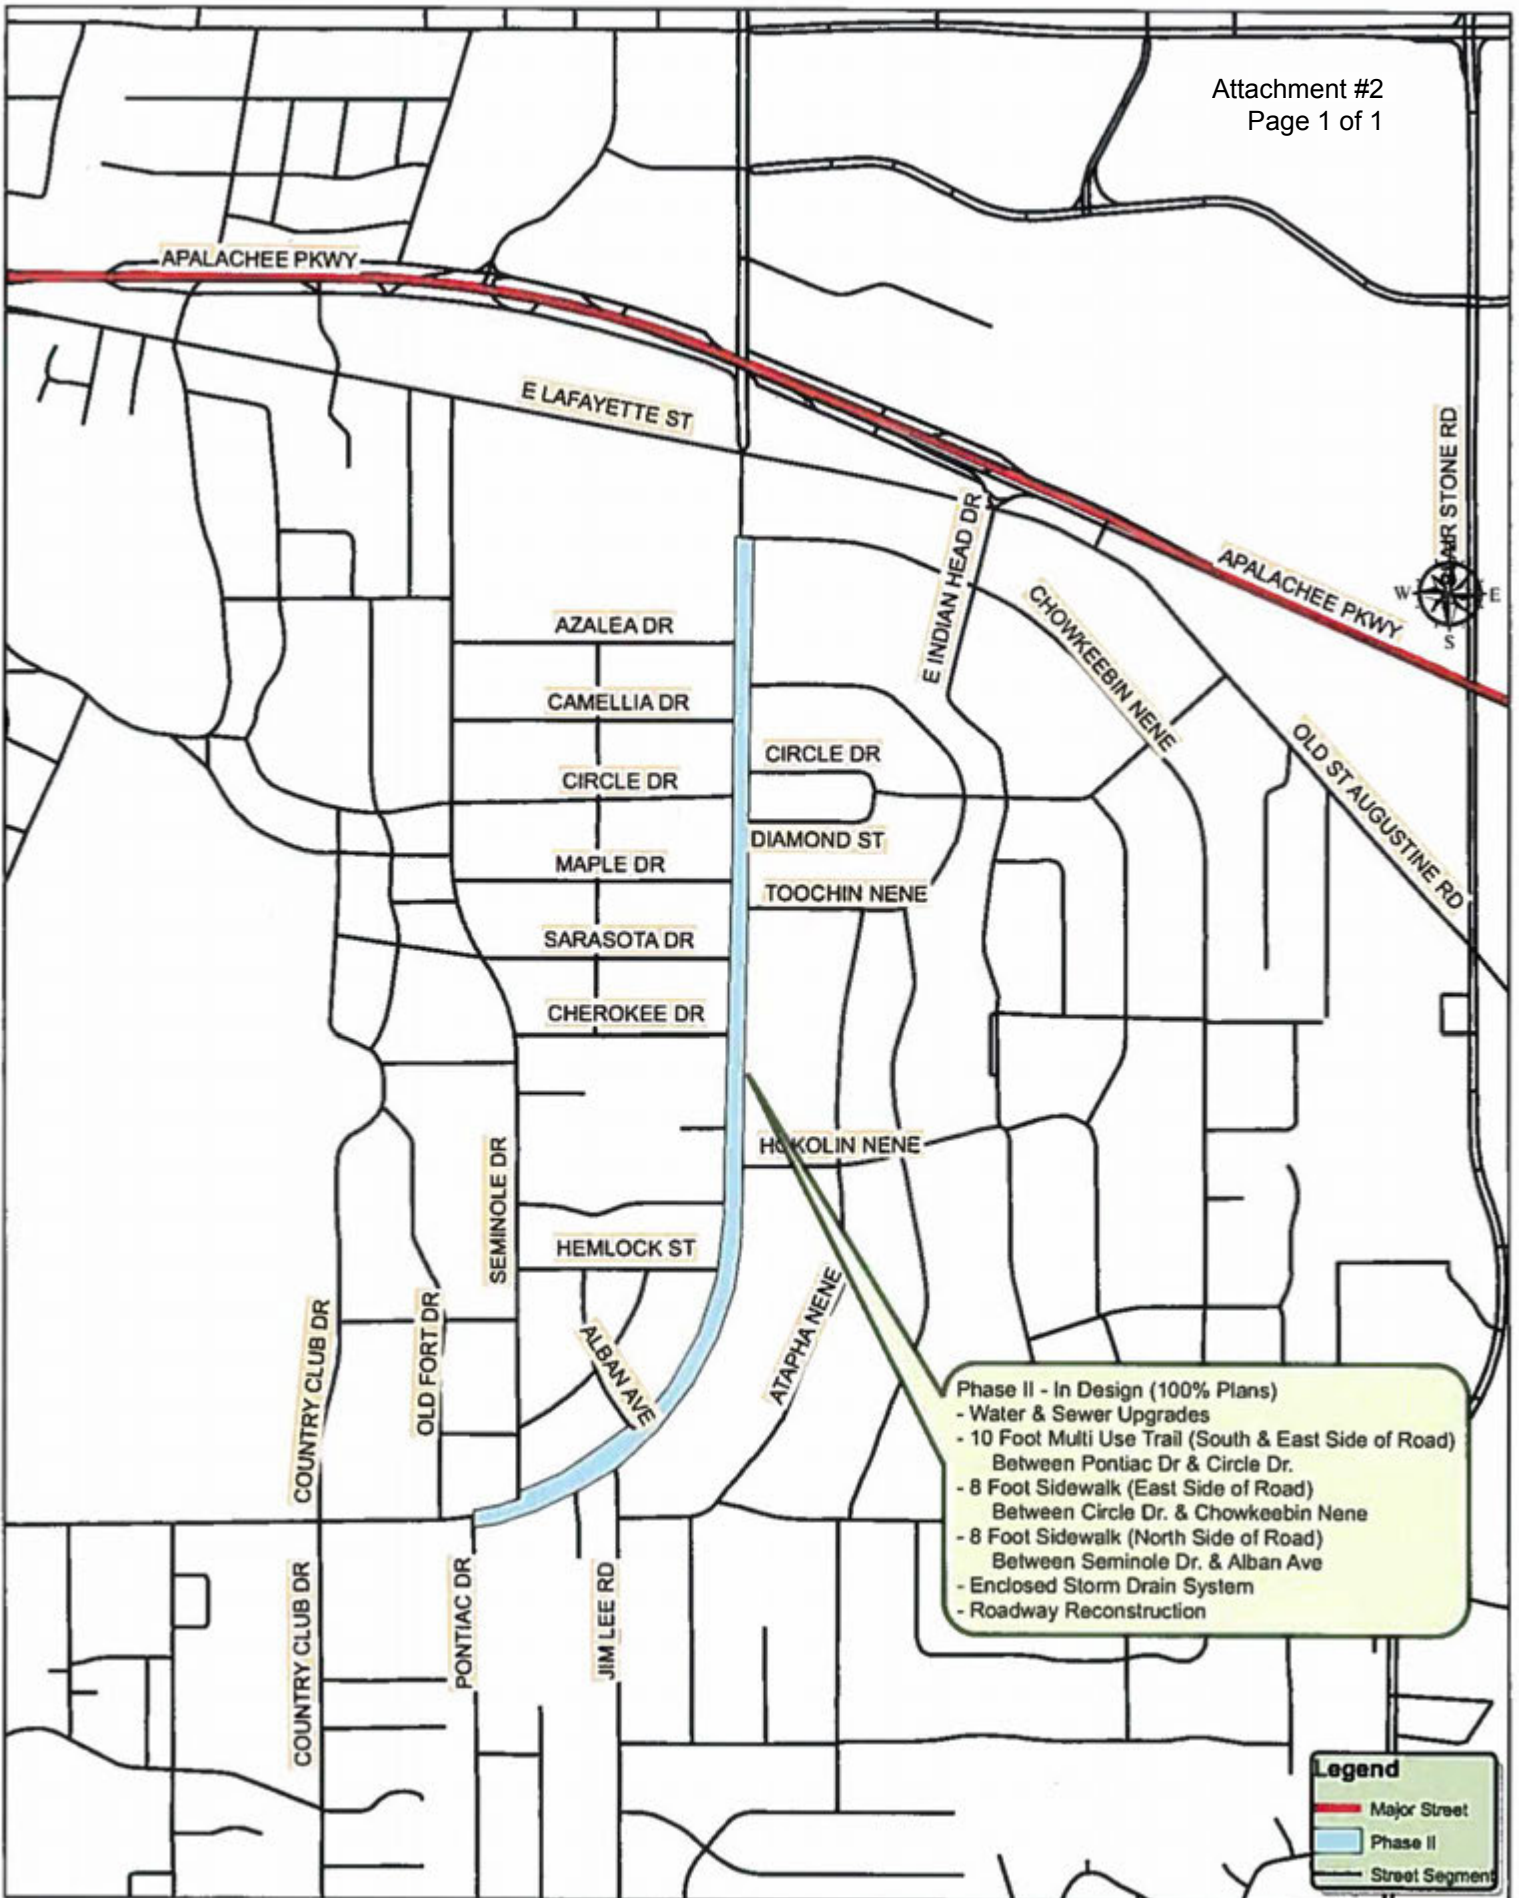 Attachment #2
Page 1 of 1
APALACHEE PKWY
E LAFAYETTE ST
E INDIAN HEAD DR
APALACHEE PKWY
W
E
S
CHOWKEEBIN NENE
AZALEA DR
CAMELLIA DR
CIRCLE DR
CIRCLE DR
OLD ST AUGUSTINE RD
DIAMOND ST
MAPLE DR
TOOCHIN NENE
SARASOTA DR
CHEROKEE DR
HOKOLIN NENE
SEMINOLE DR
HEMLOCK ST
COUNTRY CLUB DR
OLD FORT DR
ALBAN AVE
ATAPHA NENE
Phase II - In Design (100% Plans)
- Water & Sewer Upgrades
- 10 Foot Multi Use Trail (South & East Side of Road)
Between Pontiac Dr & Circle Dr.
- 8 Foot Sidewalk (East Side of Road)
Between Circle Dr. & Chowkeebin Nene
- 8 Foot Sidewalk (North Side of Road)
Between Seminole Dr. & Alban Ave
- Enclosed Storm Drain System
- Roadway Reconstruction
COUNTRY CLUB DR
PONTIAC DR
JIM LEE RD
Legend
Major Street
Phase II
Street Segment